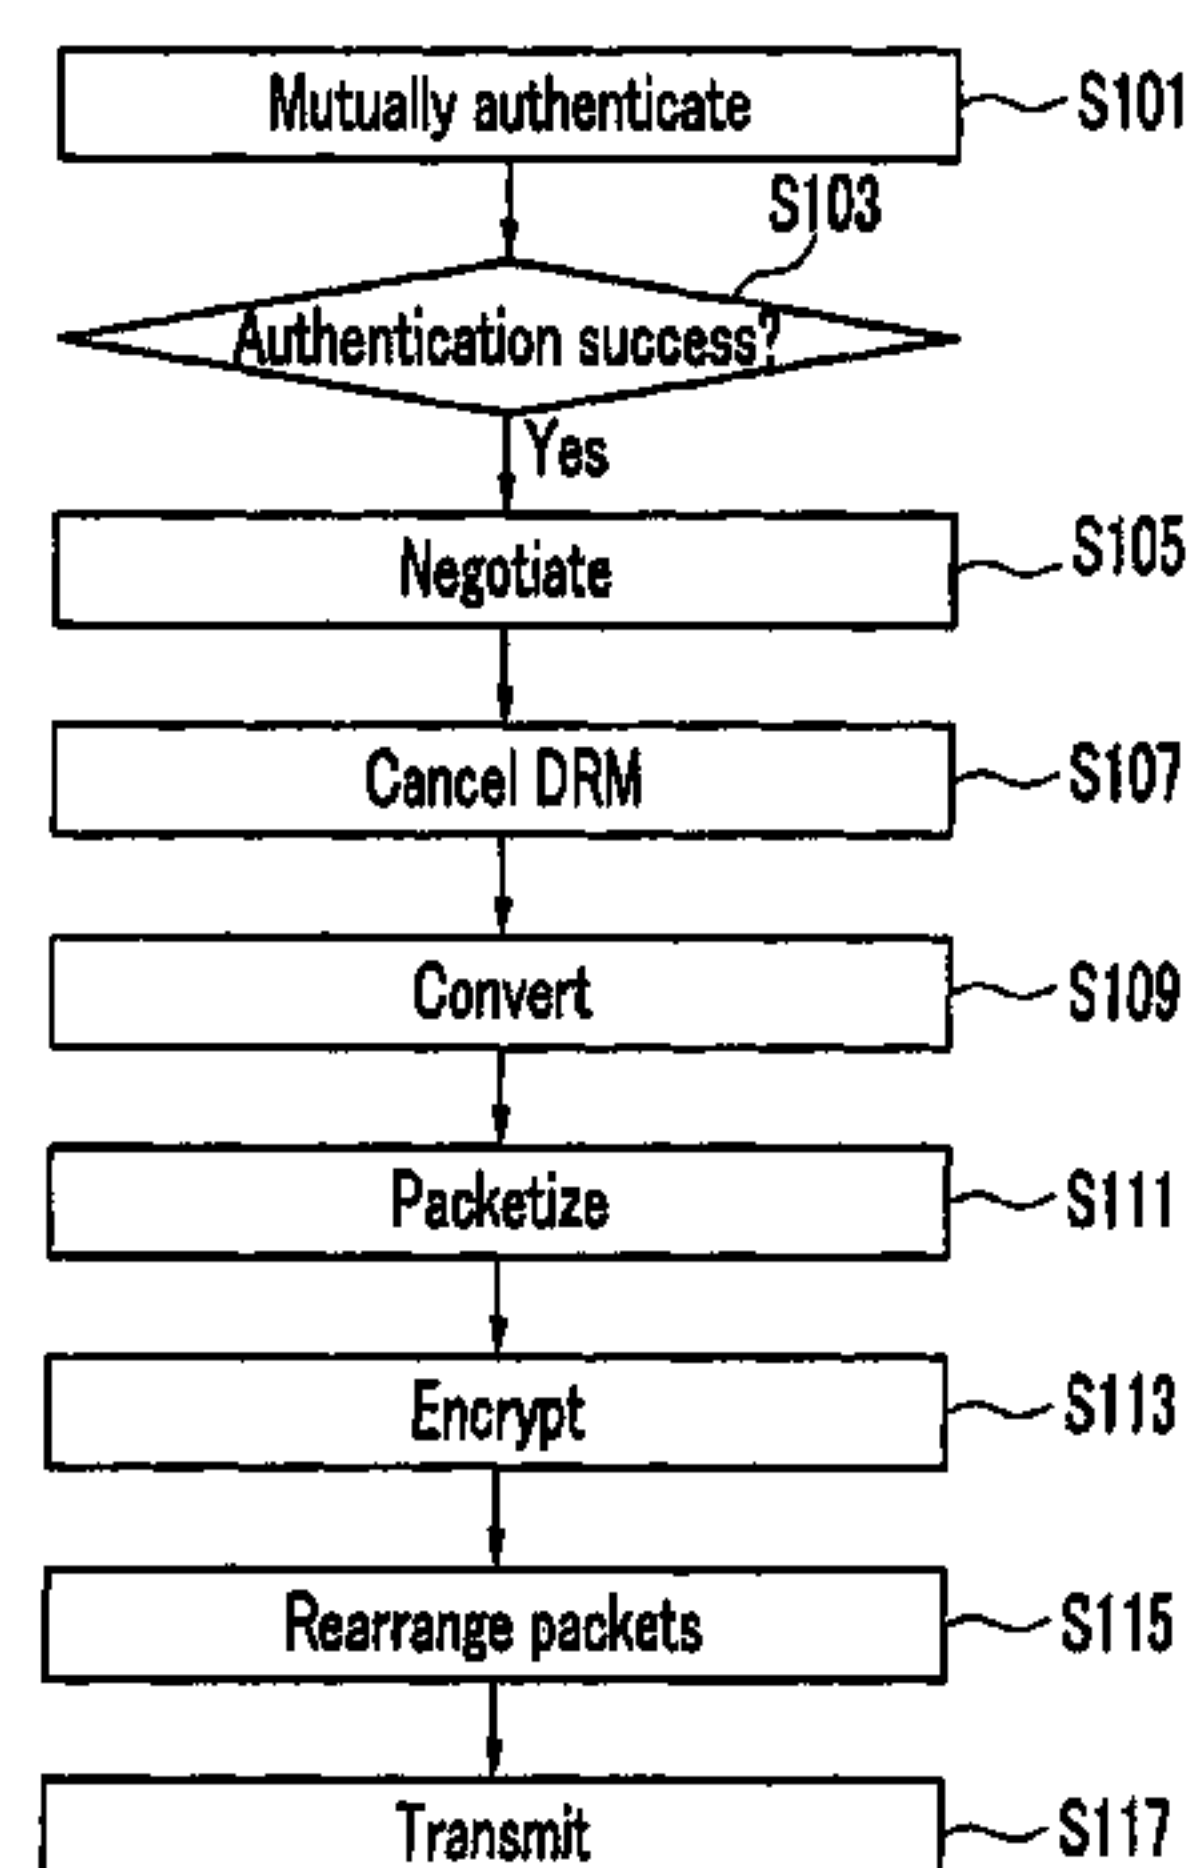 Mutually authenticate S101
S103
Authentication success?
Yes
Negotiate S105
Cancel DRM S107
Convert S109
Packetize S111
Encrypt S113
Rearrange packets S115
Transmit S117